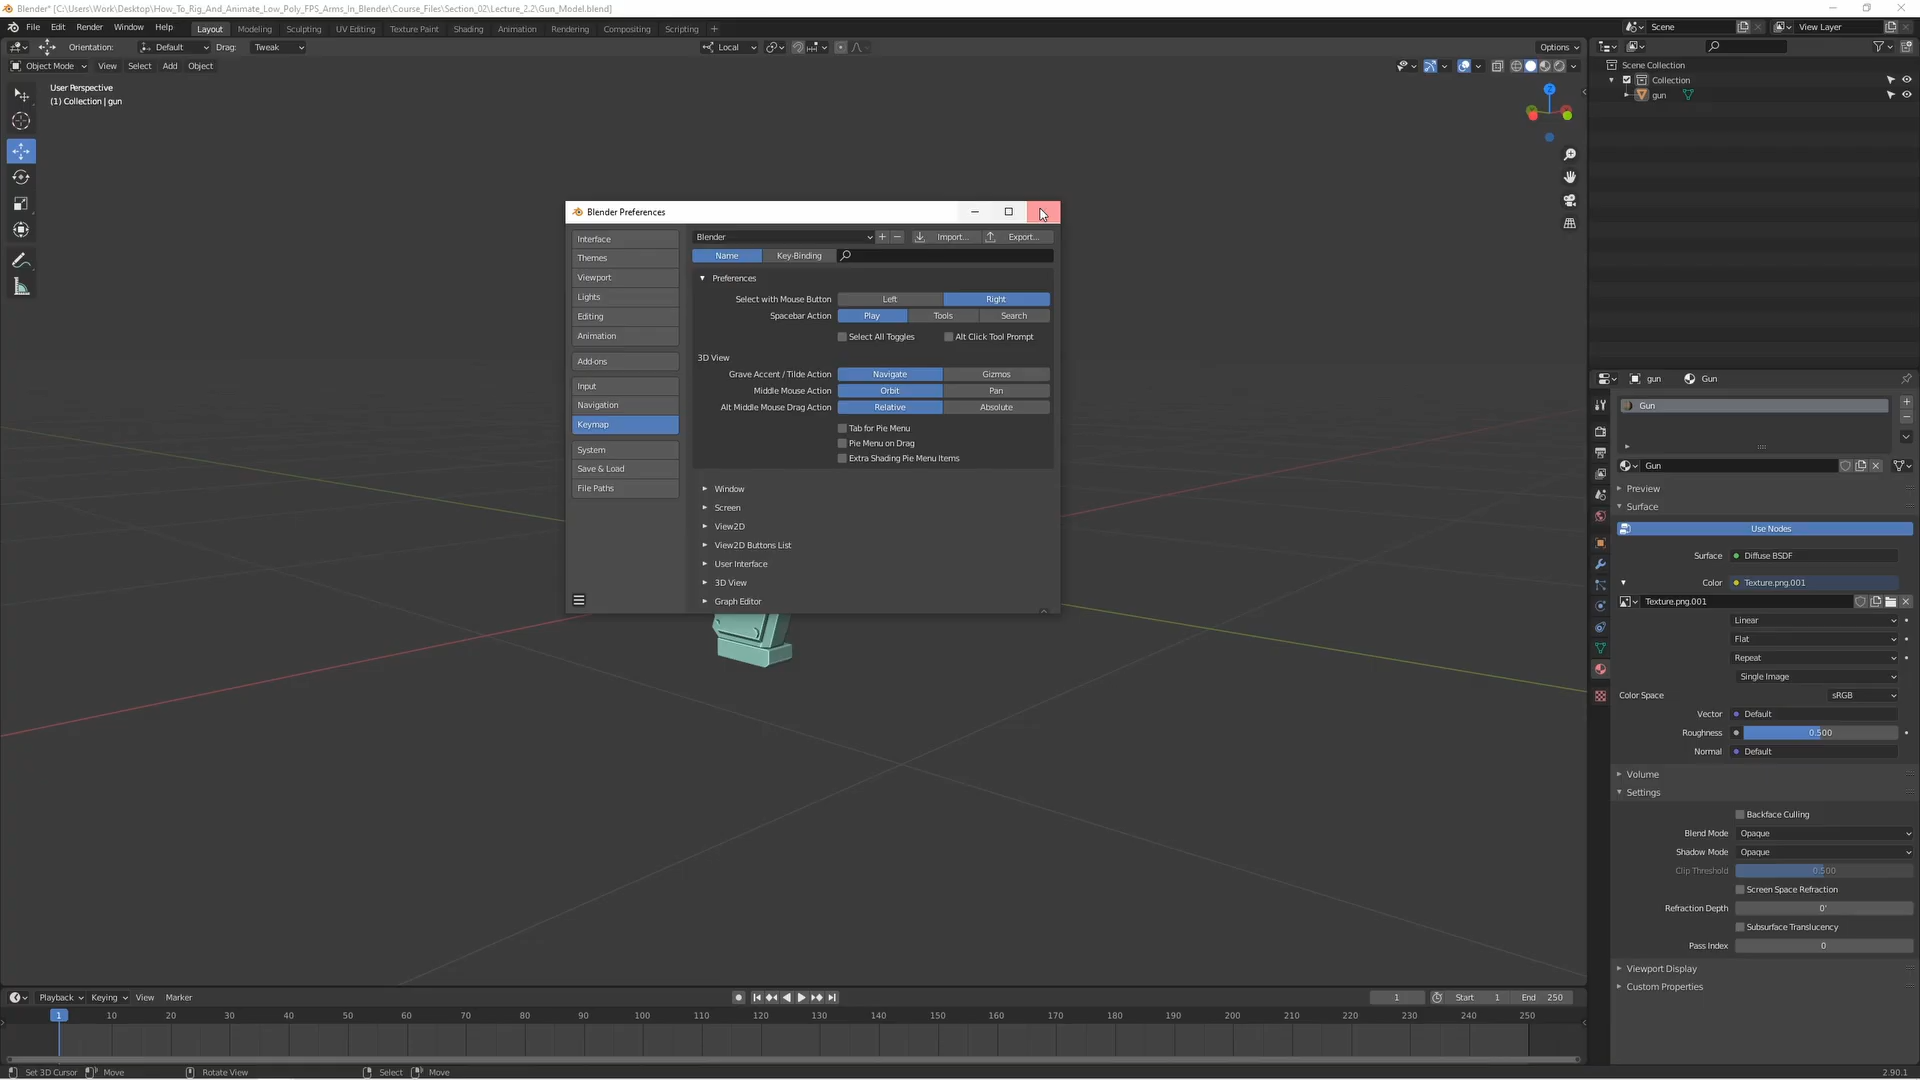 Blender* [C:\Users\Work\Desktop\How_To_Rig_And_Animate_Low_Poly_FPS_Arms_In_Blender\Course_Files\Section_02\Lecture_2.2\Gun_Model.blend]
File Edit Render Window Help Layout Modeling Sculpting UV Editing Texture Paint Shading Animation Rendering Compositing Scripting + Scene View Layer
Orientation: Default Drag: Tweak Local Options
Object Mode View Select Add Object
Scene Collection
Collection
gun
User Perspective
(1) Collection | gun
Z
Blender Preferences
Interface
Themes
Viewport
Lights
Editing
Animation
Add-ons
Input
Navigation
Keymap
System
Save & Load
File Paths
Blender + − Import... Export...
Name Key-Binding
Preferences
Select with Mouse Button Left Right
Spacebar Action Play Tools Search
Select All Toggles Alt Click Tool Prompt
3D View
Grave Accent / Tilde Action Navigate Gizmos
Middle Mouse Action Orbit Pan
Alt Middle Mouse Drag Action Relative Absolute
Tab for Pie Menu
Pie Menu on Drag
Extra Shading Pie Menu Items
Window
Screen
View2D
View2D Buttons List
User Interface
3D View
Graph Editor
gun Gun
Gun
Gun
Preview
Surface
Use Nodes
Surface Diffuse BSDF
Color Texture.png.001
Texture.png.001
Linear
Flat
Repeat
Single Image
Color Space sRGB
Vector Default
Roughness 0.500
Normal Default
Volume
Settings
Backface Culling
Blend Mode Opaque
Shadow Mode Opaque
Clip Threshold 0.500
Screen Space Refraction
Refraction Depth 0'
Subsurface Translucency
Pass Index 0
Viewport Display
Custom Properties
Playback Keying View Marker 1 Start 1 End 250
1 10 20 30 40 50 60 70 80 90 100 110 120 130 140 150 160 170 180 190 200 210 220 230 240 250
Set 3D Cursor Move Rotate View Select Move 2.90.1